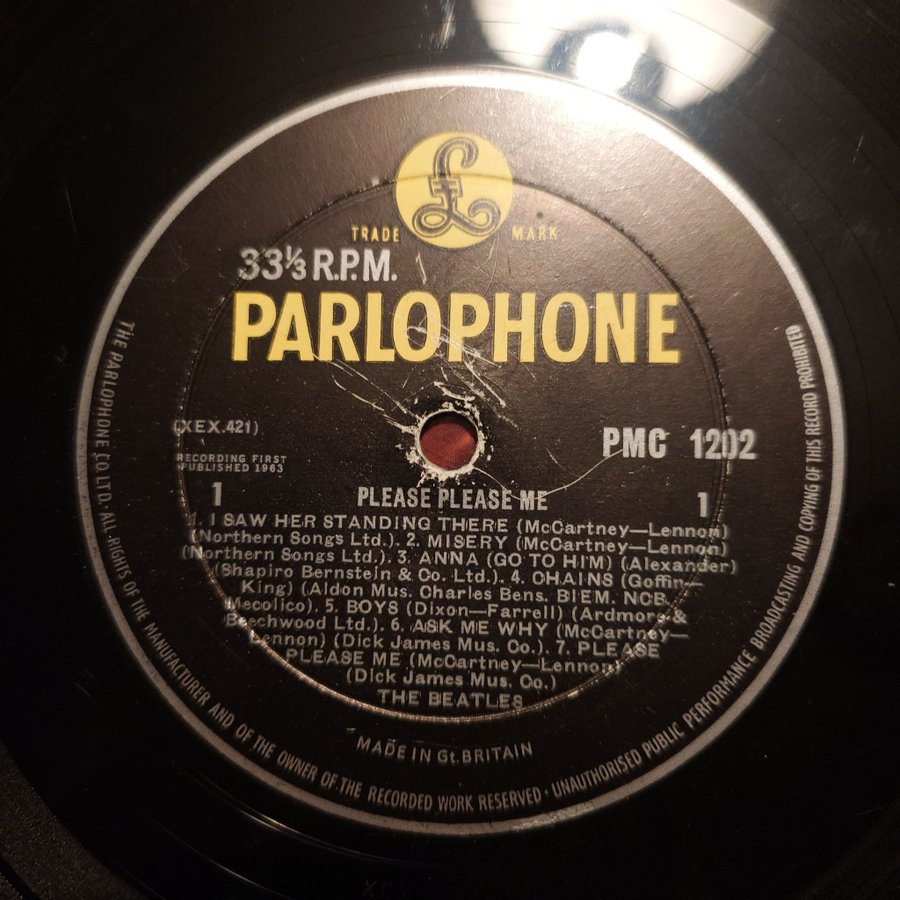 £
TRADE MARK
33⅓ R.P.M.
PARLOPHONE
(XEX.421)
PMC 1202
RECORDING FIRST
PUBLISHED 1963
1 PLEASE PLEASE ME 1
1. I SAW HER STANDING THERE (McCartney—Lennon)
(Northern Songs Ltd.). 2. MISERY (McCartney—Lennon)
(Northern Songs Ltd.). 3. ANNA (GO TO HIM) (Alexander)
(Shapiro Bernstein & Co. Ltd.). 4. CHAINS (Goffin—
King) (Aldon Mus. Charles Bens. BIEM. NCB.
Mecolico). 5. BOYS (Dixon—Farrell) (Ardmore &
Beechwood Ltd.). 6. ASK ME WHY (McCartney—
Lennon) (Dick James Mus. Co.). 7. PLEASE
PLEASE ME (McCartney—Lennon)
(Dick James Mus. Co.)
THE BEATLES
MADE IN Gt. BRITAIN
THE PARLOPHONE CO. LTD. · ALL RIGHTS OF THE MANUFACTURER AND OF THE OWNER OF THE RECORDED WORK RESERVED · UNAUTHORISED PUBLIC PERFORMANCE BROADCASTING AND COPYING OF THIS RECORD PROHIBITED